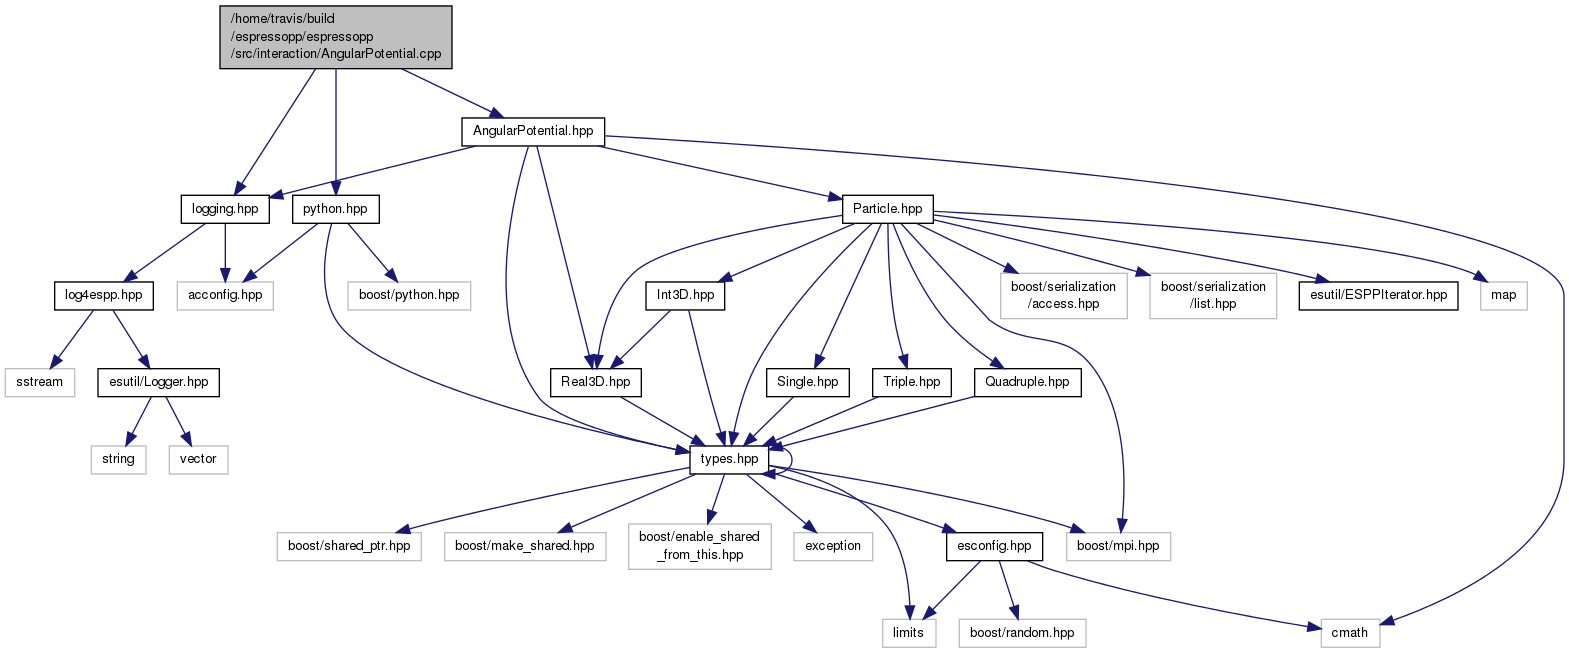 /home/travis/build
/espressopp/espressopp
/src/interaction/AngularPotential.cpp
AngularPotential.hpp
logging.hpp
python.hpp
Particle.hpp
log4espp.hpp
acconfig.hpp
boost/python.hpp
Int3D.hpp
boost/serialization
/access.hpp
boost/serialization
/list.hpp
esutil/ESPPIterator.hpp
map
sstream
esutil/Logger.hpp
Real3D.hpp
Single.hpp
Triple.hpp
Quadruple.hpp
string
vector
types.hpp
boost/shared_ptr.hpp
boost/make_shared.hpp
boost/enable_shared
_from_this.hpp
exception
esconfig.hpp
boost/mpi.hpp
limits
boost/random.hpp
cmath